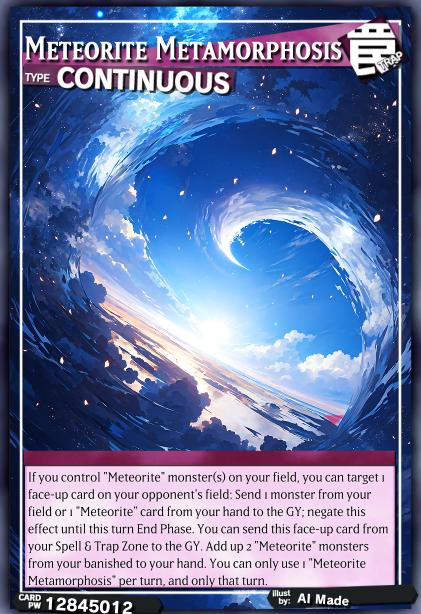 METEORITE METAMORPHOSIS
罠
TRAP
TYPE CONTINUOUS
If you control "Meteorite" monster(s) on your field, you can target 1
face-up card on your opponent's field: Send 1 monster from your
field or 1 "Meteorite" card from your hand to the GY; negate this
effect until this turn End Phase. You can send this face-up card from
your Spell & Trap Zone to the GY. Add up 2 "Meteorite" monsters
from your banished to your hand. You can only use 1 "Meteorite
Metamorphosis" per turn, and only that turn.
CARD PW 12845012
illust by: AI Made